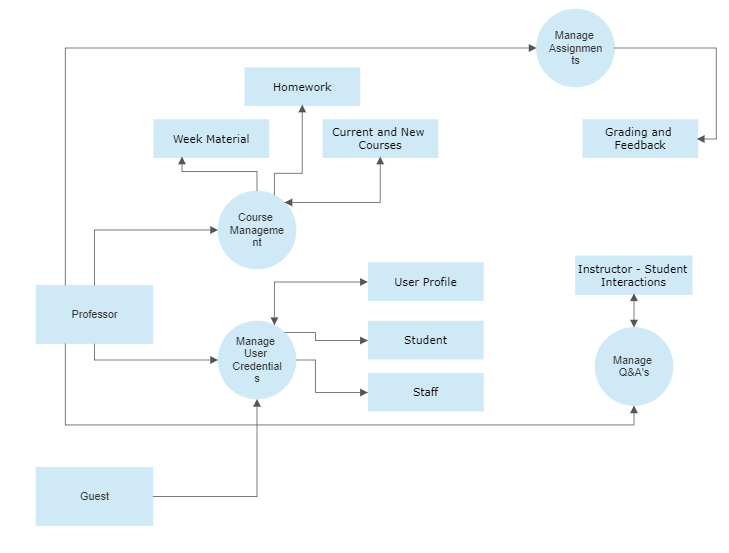 Manage
Assignmen
ts
Homework
Week Material
Current and New
Courses
Grading and
Feedback
Course
Manageme
nt
Instructor - Student
Interactions
User Profile
Professor
Student
Manage
User
Credential
s
Manage
Q&A's
Staff
Guest